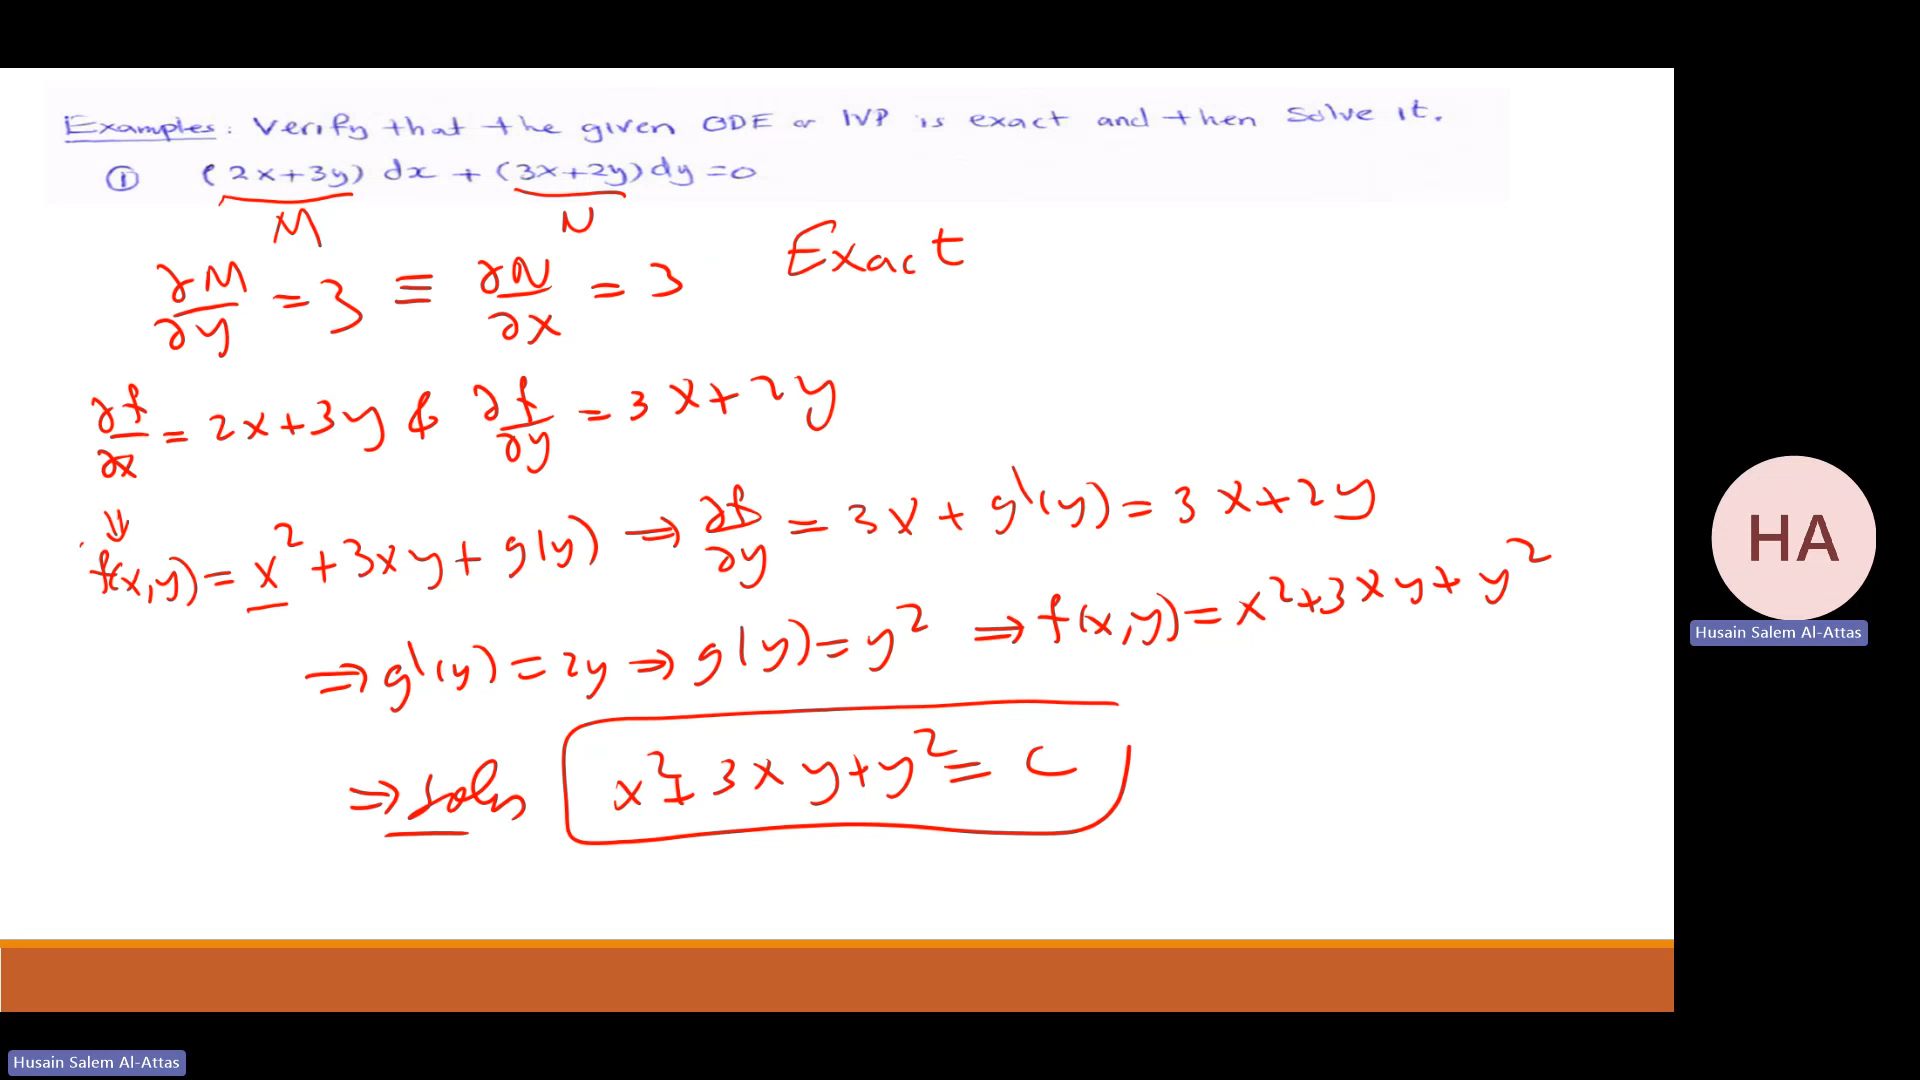 Examples: Verify that the given ODE or IVP is exact and then solve it.
① (2x+3y) dx + (3x+2y) dy = 0
M N
∂M/∂y = 3 ≡ ∂N/∂x = 3 Exact
∂f/∂x = 2x+3y & ∂f/∂y = 3x+2y
⇓
f(x,y) = x² + 3xy + g(y) ⇒ ∂f/∂y = 3x + g'(y) = 3x+2y
⇒ g'(y) = 2y ⇒ g(y) = y² ⇒ f(x,y) = x²+3xy+y²
⇒ soln x²+3xy+y² = C
HA
Husain Salem Al-Attas
Husain Salem Al-Attas